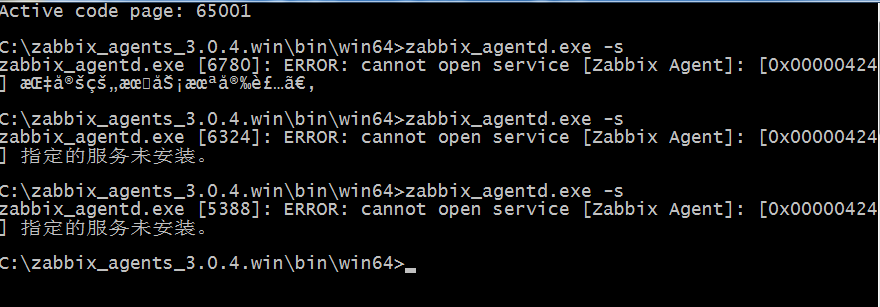 Active code page: 65001
C:\zabbix_agents_3.0.4.win\bin\win64>zabbix_agentd.exe -s
zabbix_agentd.exe [6780]: ERROR: cannot open service [Zabbix Agent]: [0x00000424
] æŒ‡å®šçš„æœåŠ¡æœªå®‰è£…ã€‚
C:\zabbix_agents_3.0.4.win\bin\win64>zabbix_agentd.exe -s
zabbix_agentd.exe [6324]: ERROR: cannot open service [Zabbix Agent]: [0x00000424
] 指定的服务未安装。
C:\zabbix_agents_3.0.4.win\bin\win64>zabbix_agentd.exe -s
zabbix_agentd.exe [5388]: ERROR: cannot open service [Zabbix Agent]: [0x00000424
] 指定的服务未安装。
C:\zabbix_agents_3.0.4.win\bin\win64>